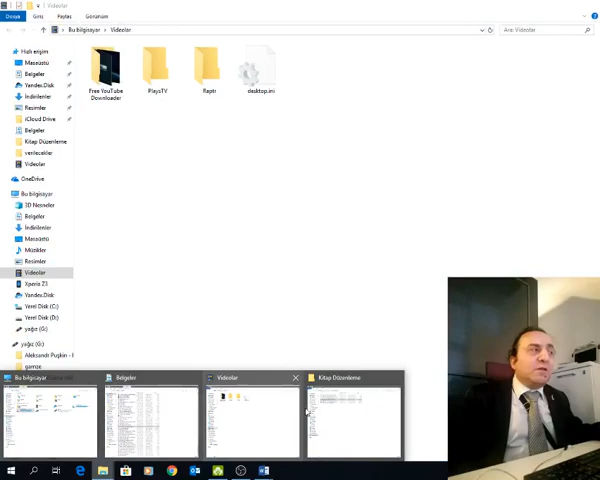 Videolar
Dosya Giriş Paylaş Görünüm
Bu bilgisayar Videolar
Ara: Videolar
Free YouTube
Downloader
PlaysTV
Raptr
desktop.ini
Hızlı erişim
Masaüstü
Belgeler
Yandex.Disk
İndirilenler
Resimler
iCloud Drive
Belgeler
Kitap Düzenleme
verilecekler
Videolar
OneDrive
Bu bilgisayar
3D Nesneler
Belgeler
İndirilenler
Masaüstü
Müzikler
Resimler
Videolar
Xperia Z3
Yandex.Disk
Yerel Disk (C:)
Yerel Disk (D:)
yağız (G:)
yağız (G:)
Aleksandr Puşkin - I
gamze
Bu bilgisayar
Belgeler
Videolar
Kitap Düzenleme